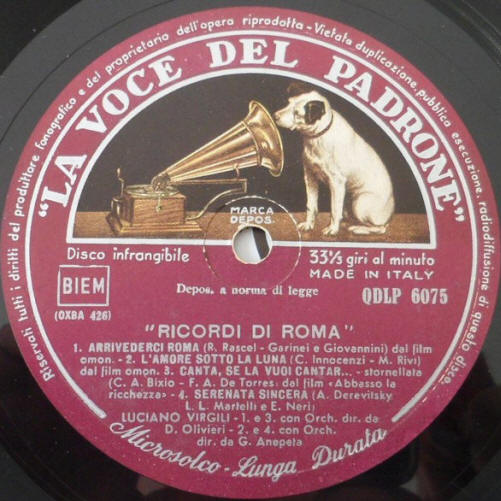 Riservati tutti i diritti del produttore fonografico e del proprietario dell'opera riprodotta - Vietate duplicazione, pubblica esecuzione, radiodiffusione di questo disco.
"LA VOCE DEL PADRONE"
MARCA
DEPOS.
Disco infrangibile
33⅓ giri al minuto
MADE IN ITALY
BIEM
Depos. a norma di legge
QDLP 6075
(OXBA 426)
"RICORDI DI ROMA"
1. ARRIVEDERCI ROMA (R. Rascel - Garinei e Giovannini) dal film
omon. - 2. L'AMORE SOTTO LA LUNA (C. Innocenzi - M. Rivi)
dal film omon. 3. CANTA, SE LA VUOI CANTAR... - stornellata
(C. A. Bixio - F. A. De Torres: dal film «Abbasso la
ricchezza» - 4. SERENATA SINCERA (A. Derevitsky
L. L. Martelli e E. Neri)
LUCIANO VIRGILI - 1. e 3. con Orch. dir. da
D. Olivieri - 2. e 4. con Orch.
dir. da G. Anepeta
Microsolco - Lunga Durata